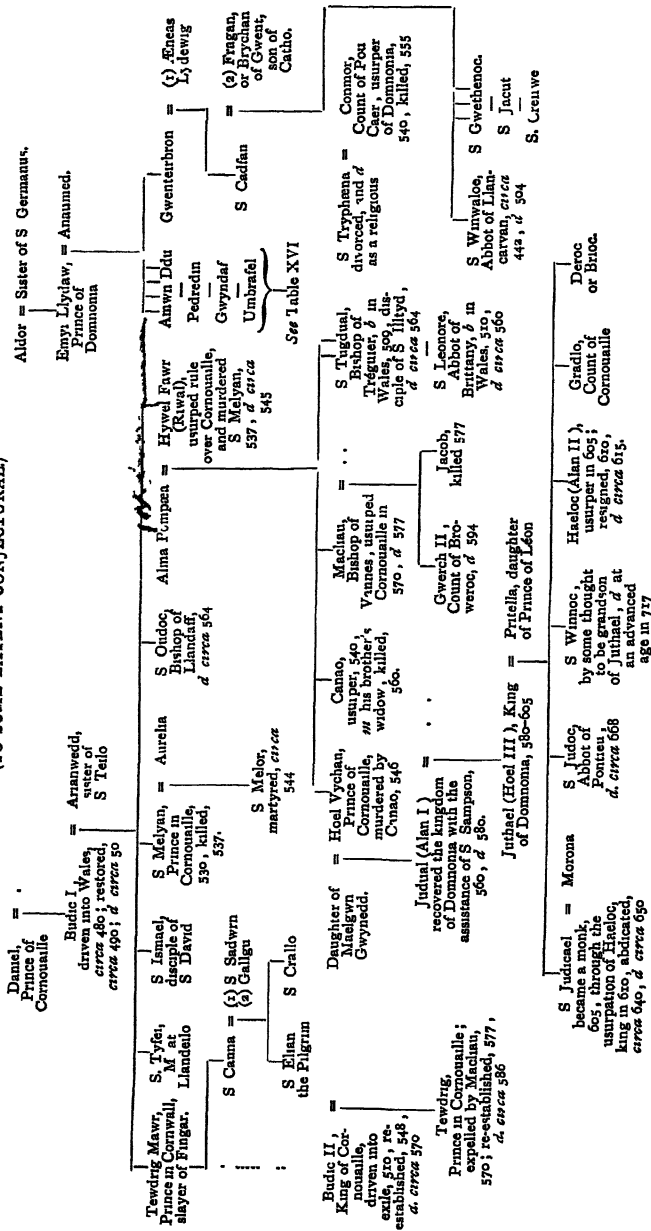 (TO SOME EXTENT CONJECTURAL)
Daniel, =
Prince of
Cornouaille
Budic I, = Arianwedd,
driven into Wales, sister of
circa 480; restored, S Teilo
circa 490; d circa 50
Aldor = Sister of S Germanus.
Emyr Llydaw, = Anaumed.
Prince of
Domnonia
Tewdrig Mawr,
Prince in Cornwall,
slayer of Fingar.
S. Tyfei,
M at
Llandeilo
S Ismael,
disciple of
S David
S Melyan, = Aurelia
Prince in
Cornouaille,
530, killed,
537.
S Oudoc,
Bishop of
Llandaff,
d circa 564
Alma Pompæa = Hywel Fawr
(Riwal),
usurped rule
over Cornouaille,
and murdered
S Melyan,
537, d circa
545
Amwn Ddu
Pedredin
Gwyndaf
Umbrafel
See Table XVI
Gwenteirbron = (1) Æneas
Lydewig
(2) Fragan,
or Brychan
of Gwent,
son of
Catho.
S Cadfan
S Canna = (1) S Sadwrn
(2) Gallgu
S Elian
the Pilgrim
S Crallo
S Melor,
martyred, circa
544
Budic II, =
King of Cor-
nouaille,
driven into
exile, 510, re-
established, 548,
d. circa 570
Tewdrig,
Prince in Cornouaille;
expelled by Macliau,
570; re-established, 577,
d. circa 586
Daughter of = Hoel Vychan,
Maelgwn Prince of
Gwynedd. Cornouaille,
murdered by
Canao, 546
Canao,
usurper, 540,
m his brother's
widow, killed,
560.
Macliau, = . .
Bishop of
Vannes, usurped
Cornouaille in
570, d 577
S Tugdual,
Bishop of
Tréguier, b in
Wales, 509, dis-
ciple of S Illtyd,
d circa 564
S Leonore,
Abbot of
Brittany, b in
Wales, 510,
d circa 560
S Tryphæna =
divorced, and d
as a religious
Conmor,
Count of Pou
Caer, usurper
of Domnonia,
540, killed, 555
S Winwaloe,
Abbot of Llan-
carvan, circa
442, d 504
S Gwethenoc.
S Jacut
S. Creuwe
Judual (Alan I) = . .
recovered the kingdom
of Domnonia with the
assistance of S Sampson,
560, d 580.
Gwerch II,
Count of Bro-
weroc, d 594
Jacob,
killed 577
Juthael (Hoel III), King = Pritella, daughter
of Domnonia, 580-605 of Prince of Léon
S Judicael = Morona
became a monk,
605, through the
usurpation of Haeloc,
king in 610, abdicated,
circa 640, d circa 650
S Judoc,
Abbot of
Pontieu,
d. circa 668
S Winnoc,
by some thought
to be grandson
of Juthael, d at
an advanced
age in 717
Haeloc (Alan II),
usurper in 605;
resigned, 610,
d circa 615.
Gradlo,
Count of
Cornouaille
Deroc
or Brioc.